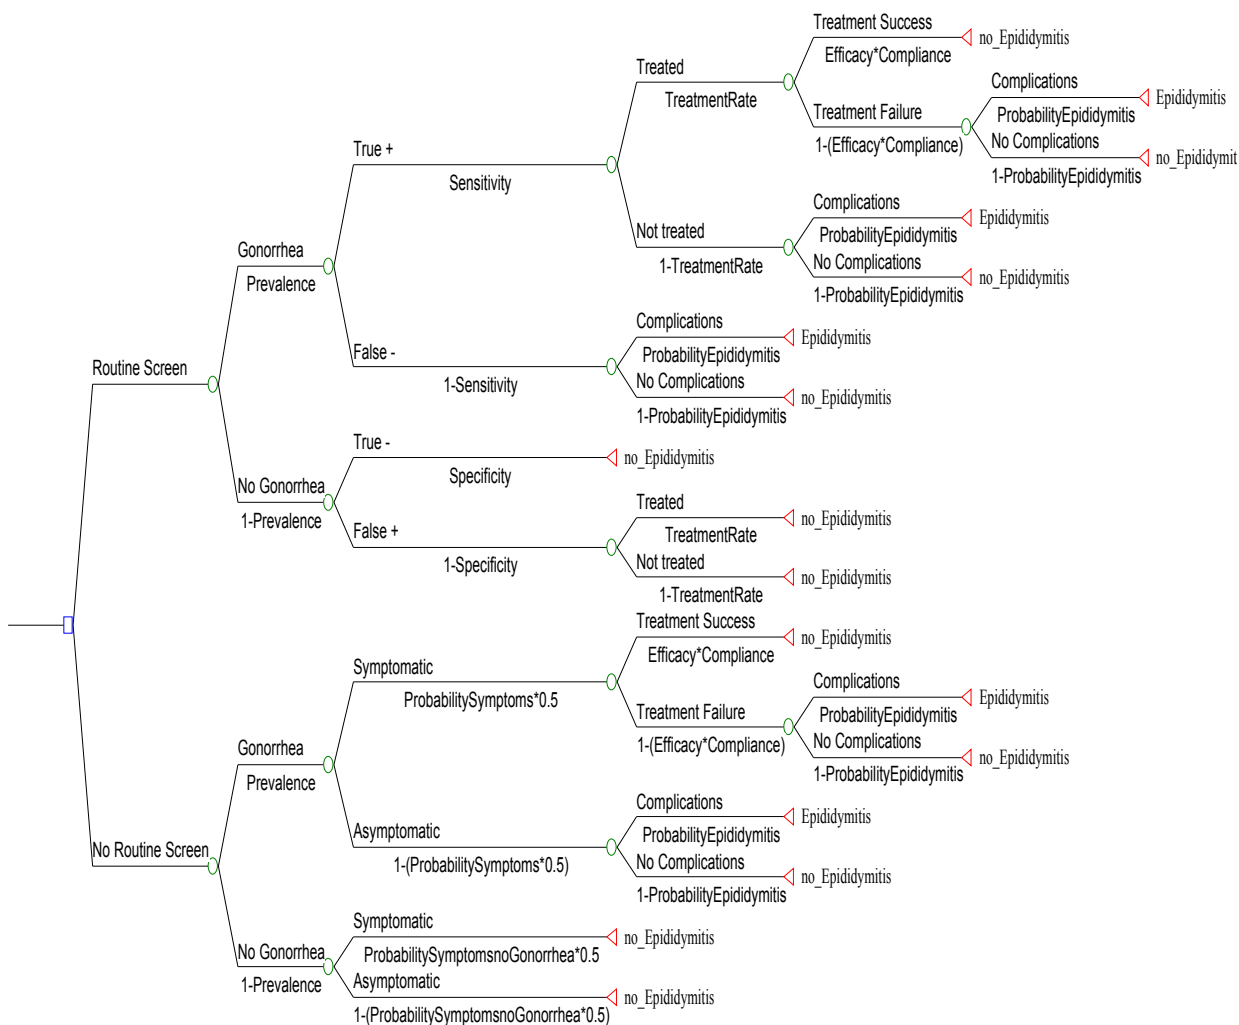 Treatment Success
no_Epididymitis
Efficacy*Compliance
Treated
TreatmentRate
Complications
Epididymitis
ProbabilityEpididymitis
Treatment Failure
1-(Efficacy*Compliance)
No Complications
no_Epididymit
1-ProbabilityEpididymitis
True +
Sensitivity
Complications
Epididymitis
ProbabilityEpididymitis
Not treated
1-TreatmentRate
No Complications
no_Epididymitis
1-ProbabilityEpididymitis
Gonorrhea
Prevalence
Complications
Epididymitis
ProbabilityEpididymitis
False -
1-Sensitivity
No Complications
no_Epididymitis
1-ProbabilityEpididymitis
Routine Screen
True -
no_Epididymitis
Specificity
No Gonorrhea
1-Prevalence
Treated
no_Epididymitis
TreatmentRate
False +
1-Specificity
Not treated
no_Epididymitis
1-TreatmentRate
Treatment Success
no_Epididymitis
Efficacy*Compliance
Symptomatic
ProbabilitySymptoms*0.5
Complications
Epididymitis
ProbabilityEpididymitis
Treatment Failure
1-(Efficacy*Compliance)
No Complications
no_Epididymitis
1-ProbabilityEpididymitis
Gonorrhea
Prevalence
Complications
Epididymitis
ProbabilityEpididymitis
Asymptomatic
1-(ProbabilitySymptoms*0.5)
No Complications
no_Epididymitis
1-ProbabilityEpididymitis
No Routine Screen
Symptomatic
no_Epididymitis
ProbabilitySymptomsnoGonorrhea*0.5
No Gonorrhea
1-Prevalence
Asymptomatic
no_Epididymitis
1-(ProbabilitySymptomsnoGonorrhea*0.5)